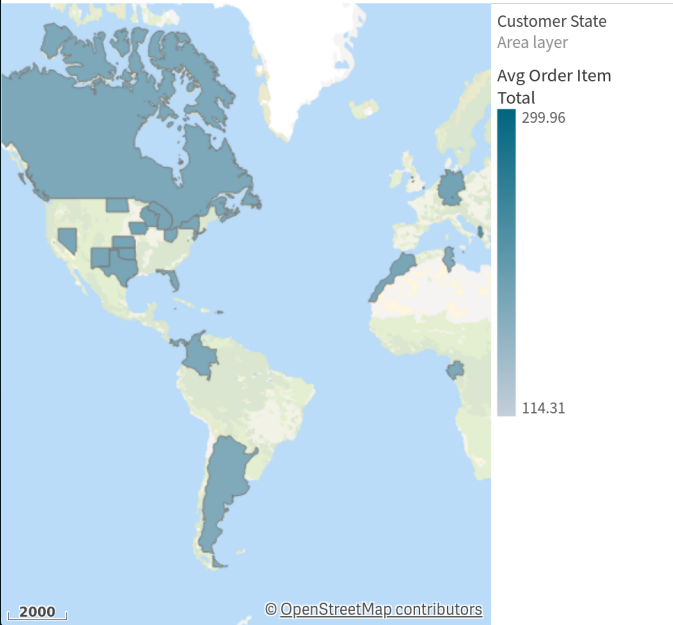 Customer State
Area layer
Avg Order Item
Total
299.96
114.31
2000
© OpenStreetMap contributors